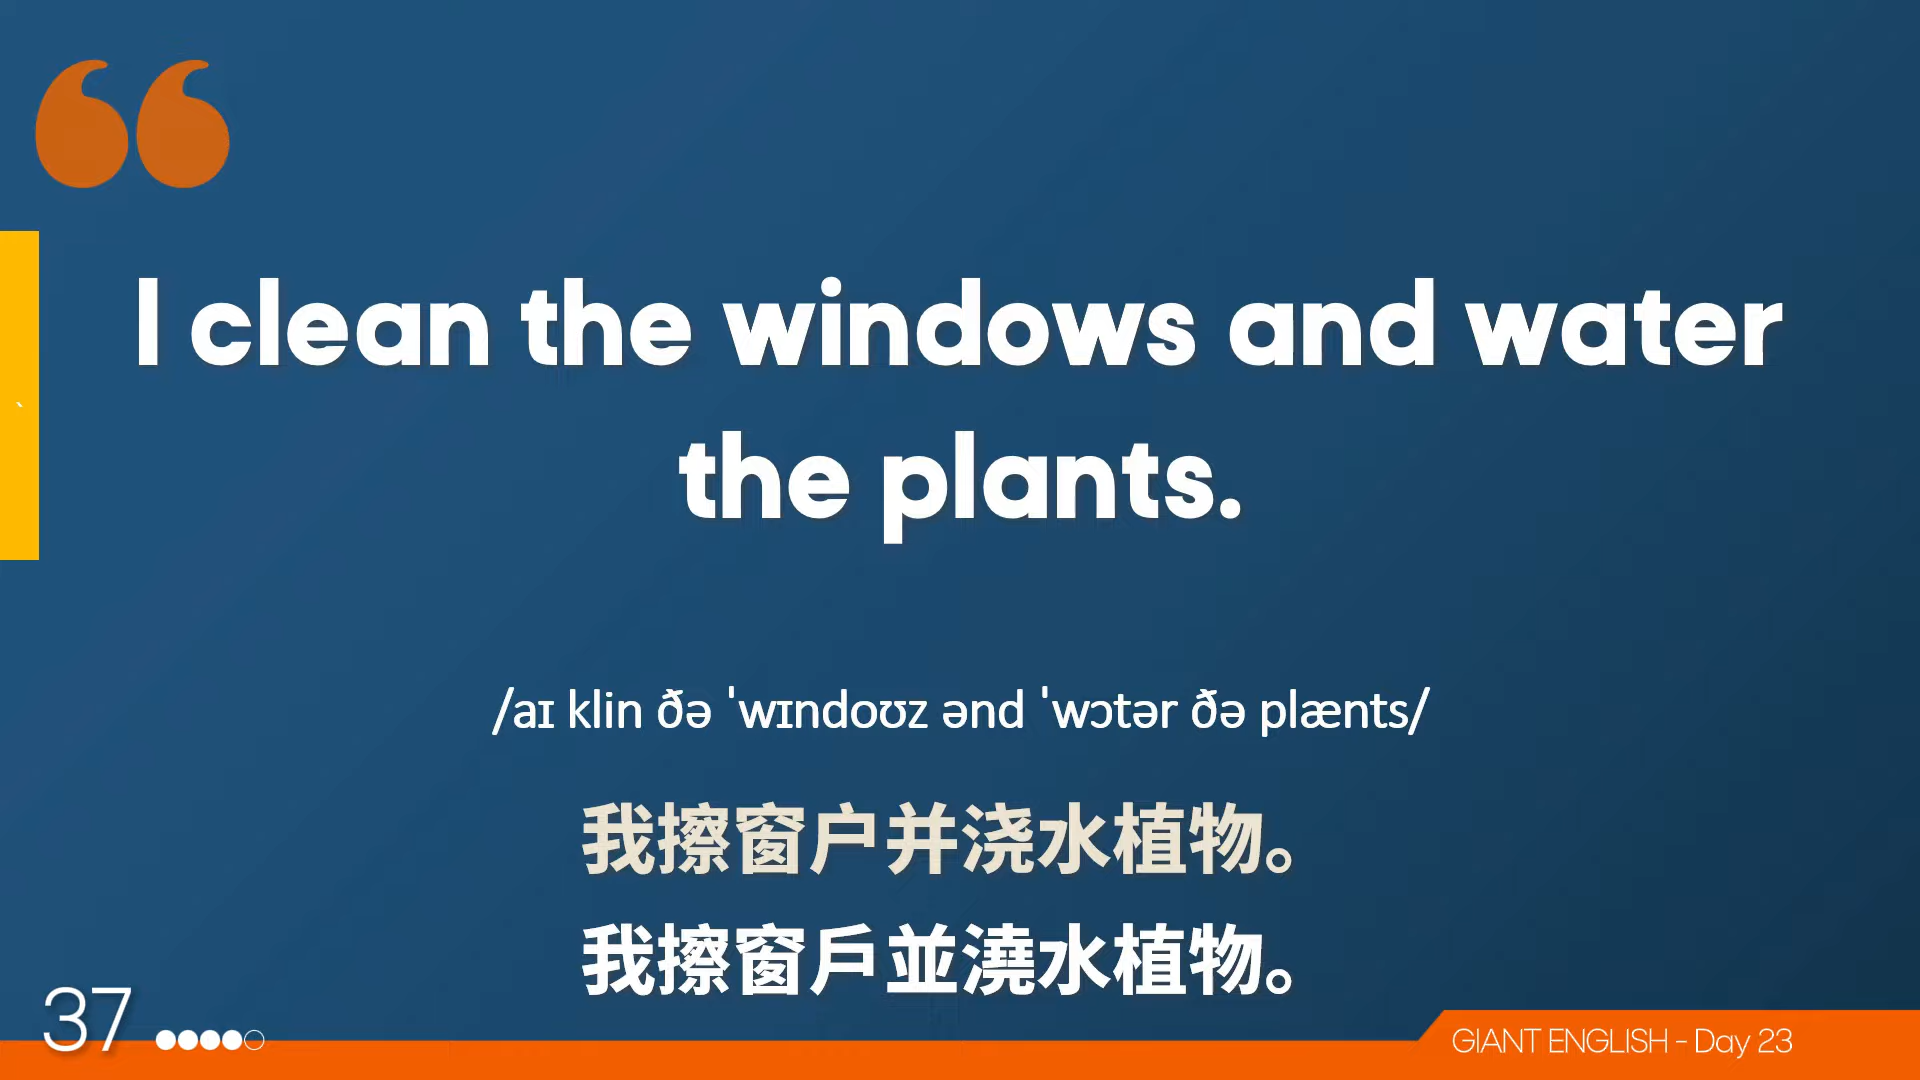 I clean the windows and water
the plants.
/aɪ klin ðə ˈwɪndoʊz ənd ˈwɔtər ðə plænts/
我擦窗户并浇水植物。
我擦窗戶並澆水植物。
37
GIANT ENGLISH - Day 23